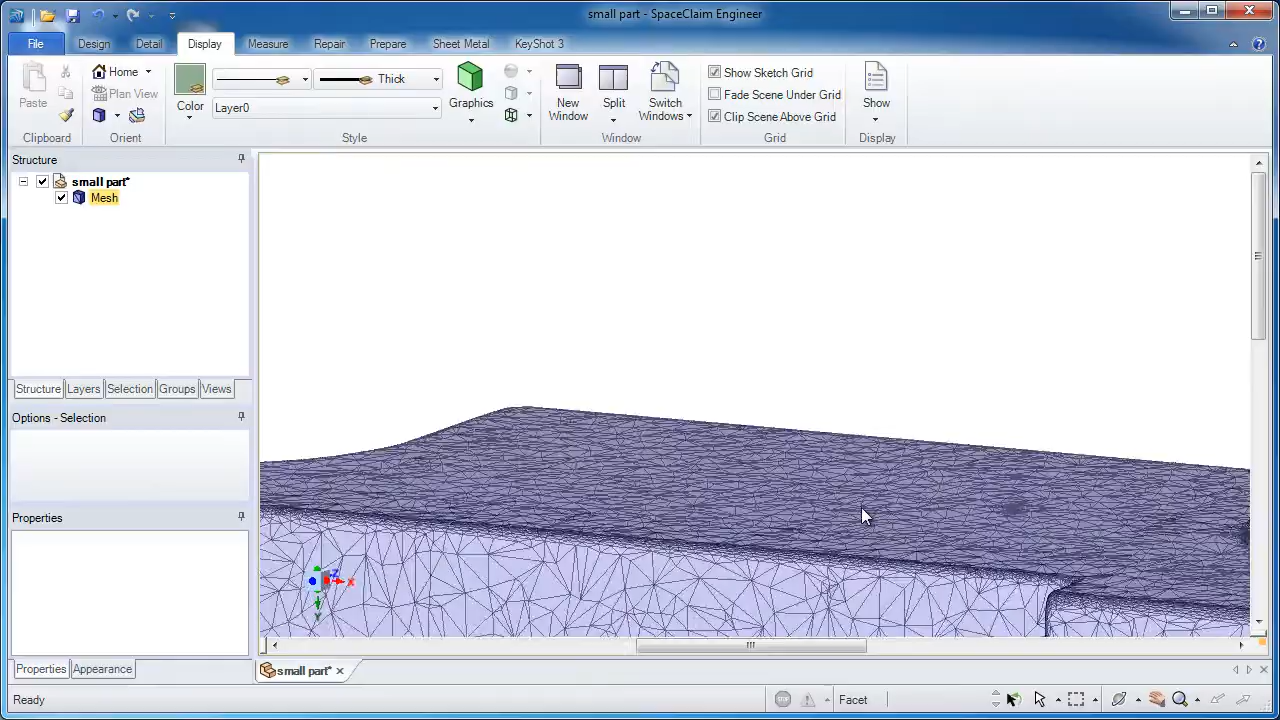 small part - SpaceClaim Engineer
File Design Detail Display Measure Repair Prepare Sheet Metal KeyShot 3
Paste
Clipboard
Home
Plan View
Orient
Color
Thick
Layer0
Graphics
Style
New Window
Split
Switch Windows
Window
Show Sketch Grid
Fade Scene Under Grid
Clip Scene Above Grid
Grid
Show
Display
Structure
small part*
Mesh
Structure Layers Selection Groups Views
Options - Selection
Properties
Properties Appearance
Z
X
Y
small part*
Ready
Facet